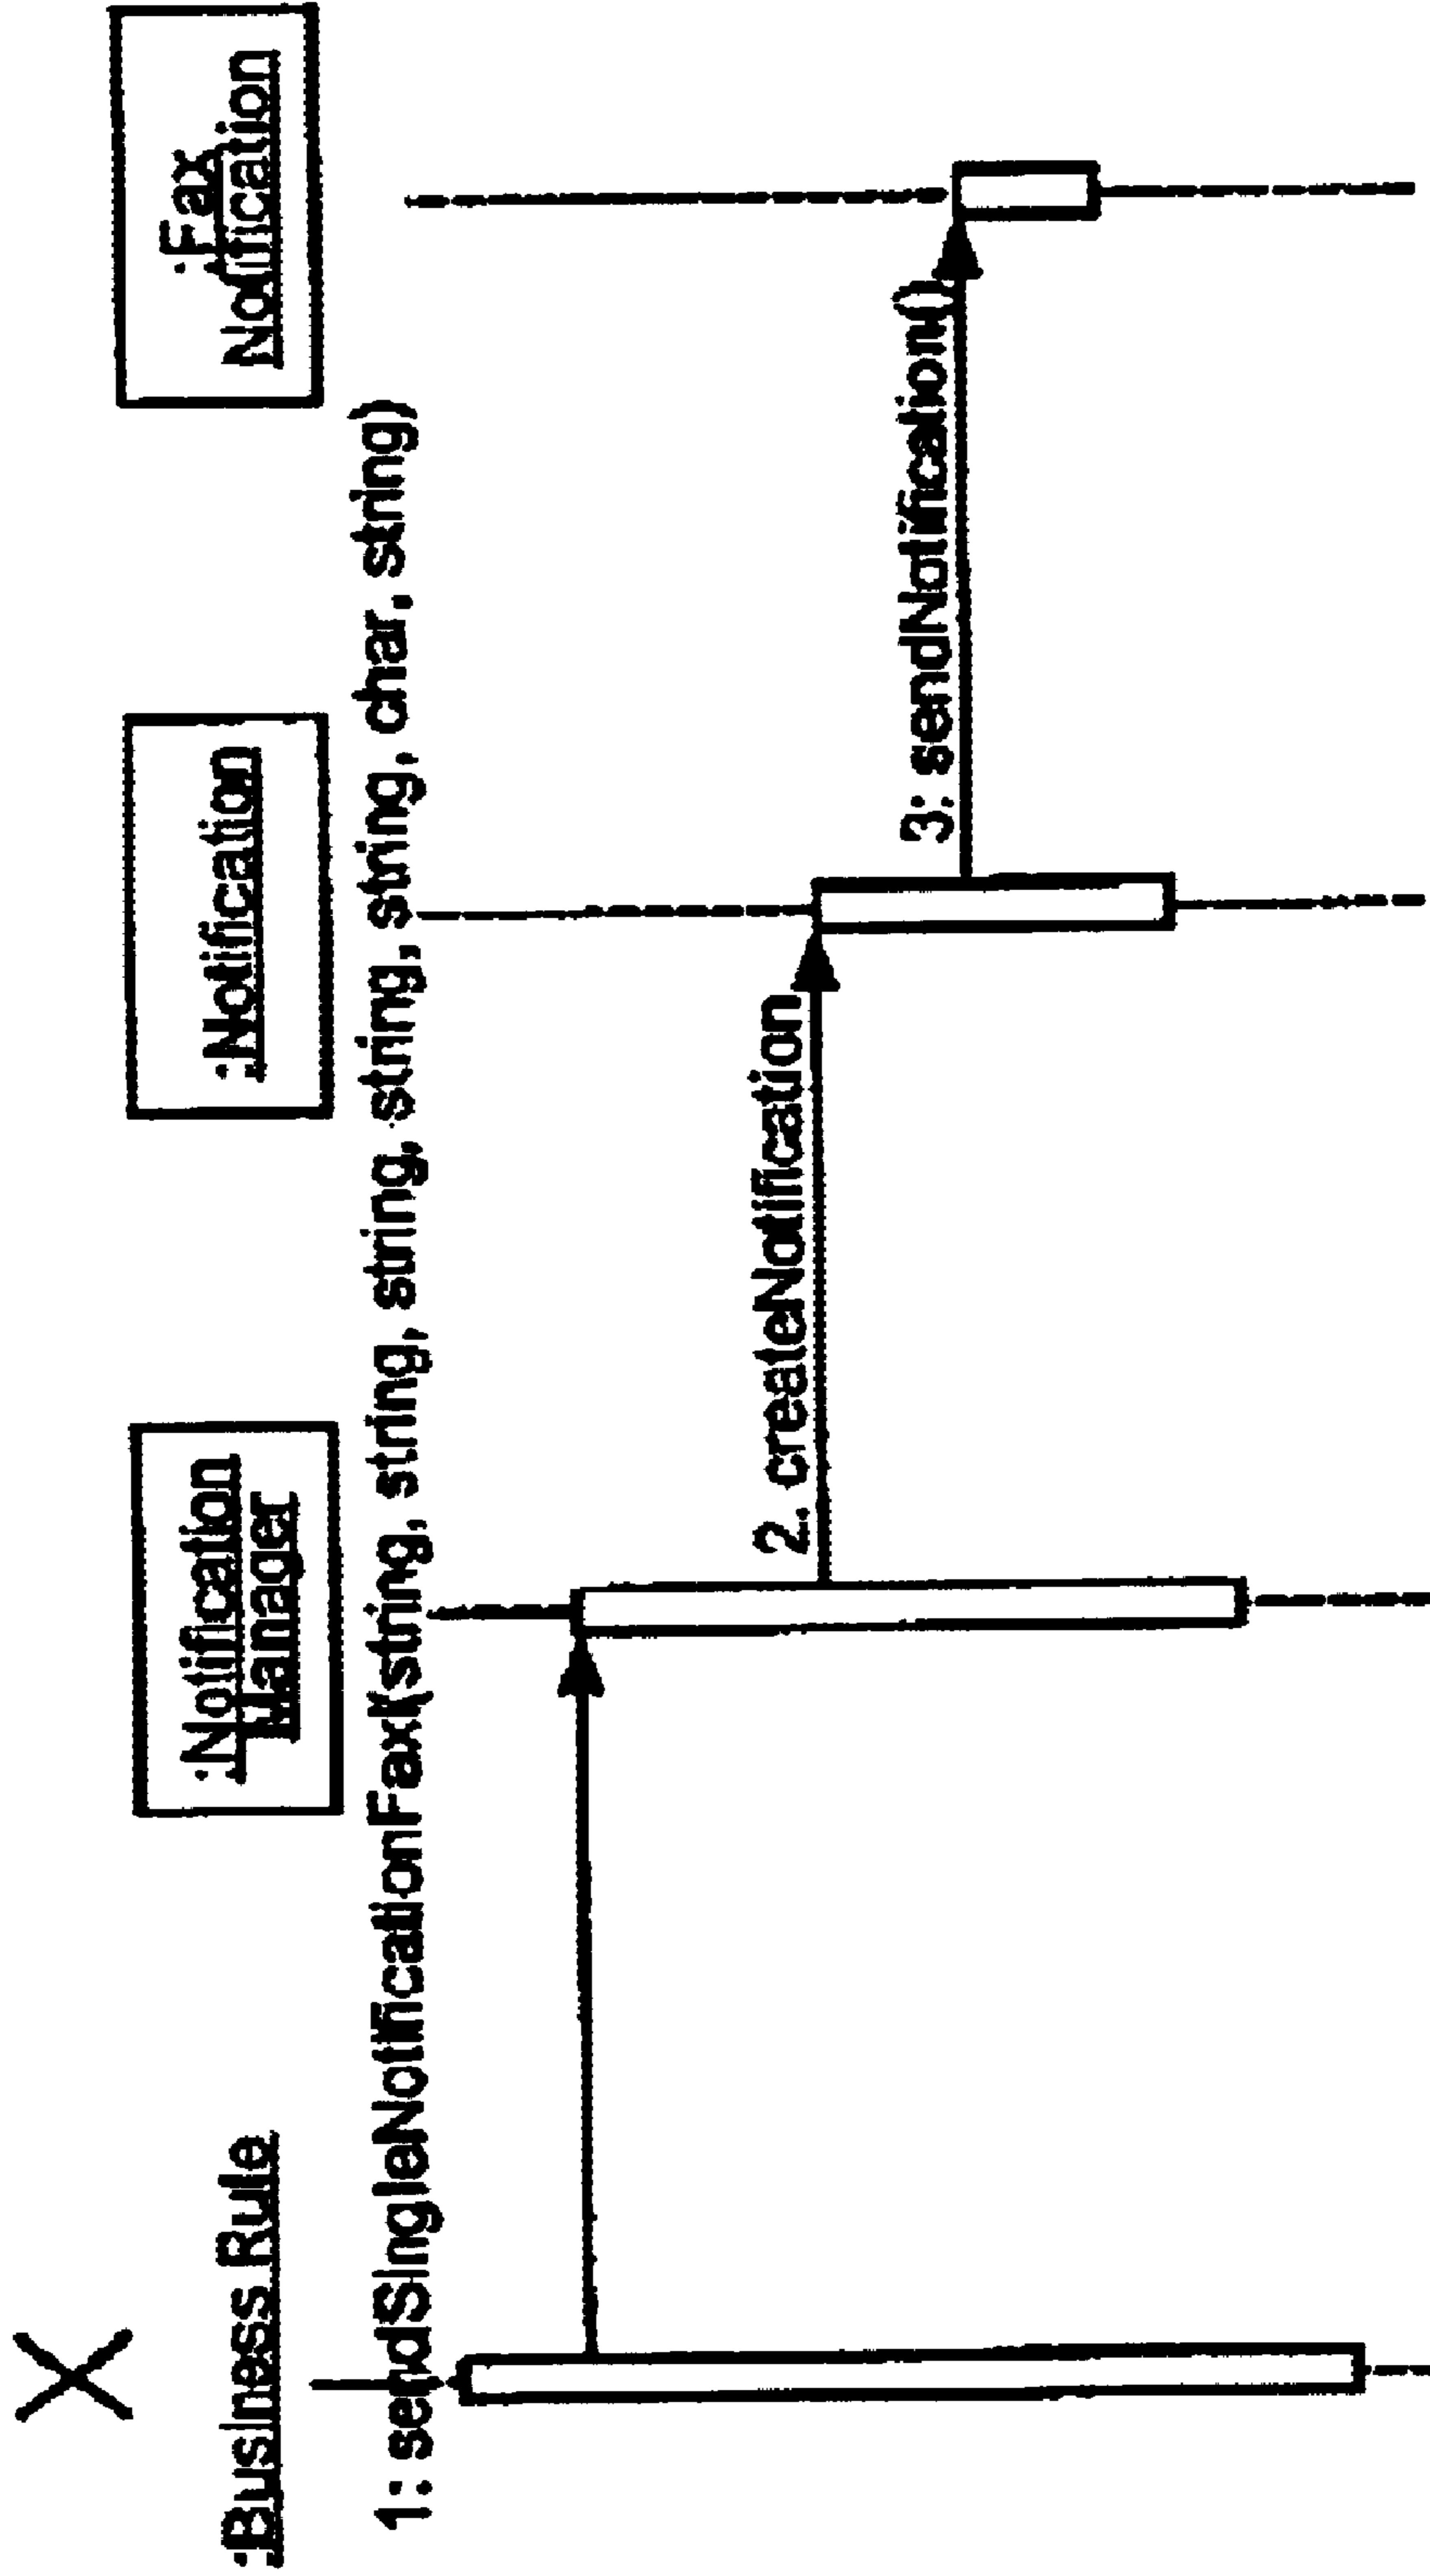 :Business Rule
:Notification
Manager
:Notification
:Fax
Notification
1: sendSingleNotificationFax(string, string, string, string, string, char, string)
2. createNotification
3: sendNotification()